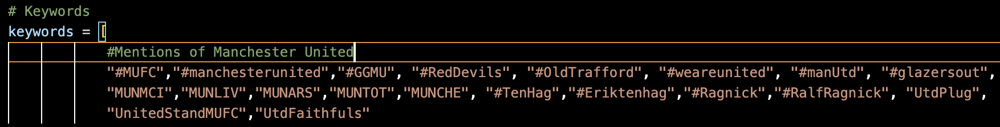 # Keywords
keywords = [
#Mentions of Manchester United
"#MUFC","#manchesterunited","#GGMU", "#RedDevils", "#OldTrafford", "#weareunited", "#manUtd", "#glazersout",
"MUNMCI","MUNLIV","MUNARS","MUNTOT","MUNCHE", "#TenHag","#Eriktenhag","#Ragnick","#RalfRagnick", "UtdPlug",
"UnitedStandMUFC","UtdFaithfuls"